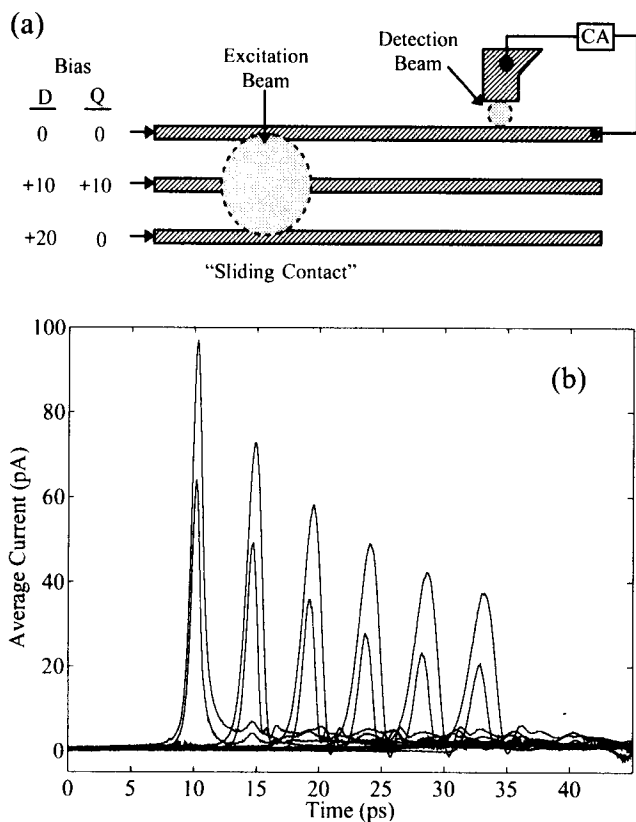 (a)
Bias
D Q
0 0
+10 +10
+20 0
Excitation
Beam
Detection
Beam
CA
"Sliding Contact"
(b)
Average Current (pA)
100
80
60
40
20
0
0 5 10 15 20 25 30 35 40
Time (ps)